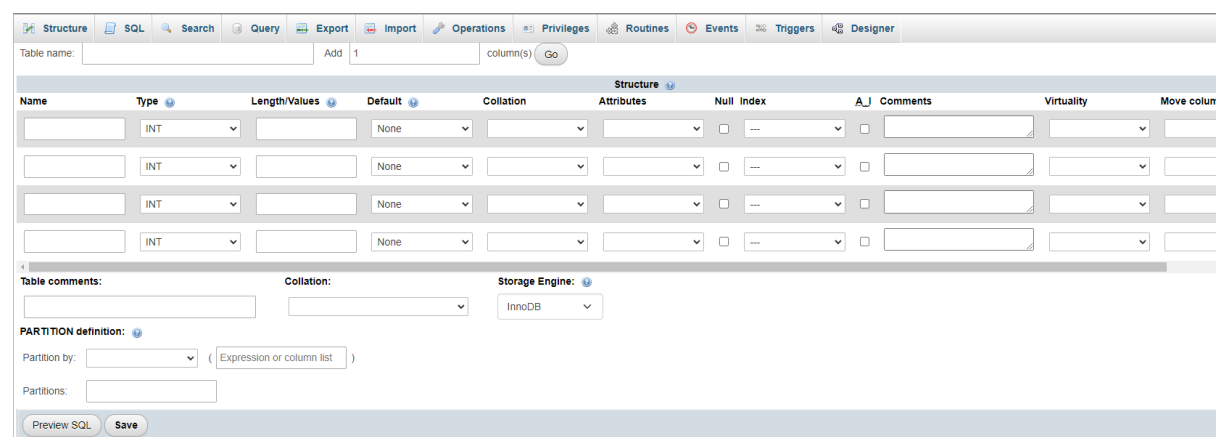 Structure SQL Search Query Export Import Operations Privileges Routines Events Triggers Designer
Table name: Add 1 column(s) Go
Structure
Name Type Length/Values Default Collation Attributes Null Index A_I Comments Virtuality Move colum
INT None ---
INT None ---
INT None ---
INT None ---
Table comments: Collation: Storage Engine:
InnoDB
PARTITION definition:
Partition by: ( Expression or column list )
Partitions:
Preview SQL Save